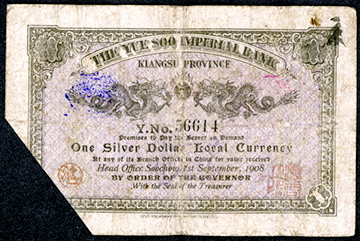 THE YUE SOO IMPERIAL BANK
KIANGSU PROVINCE
Y.No. 56614
Promises to Pay the Bearer on Demand
One Silver Dollar Local Currency
At any of its Branch Offices in China for value received
Head Office Soochow, 1st September, 1908
BY ORDER OF THE GOVERNOR
With the Seal of the Treasurer
1